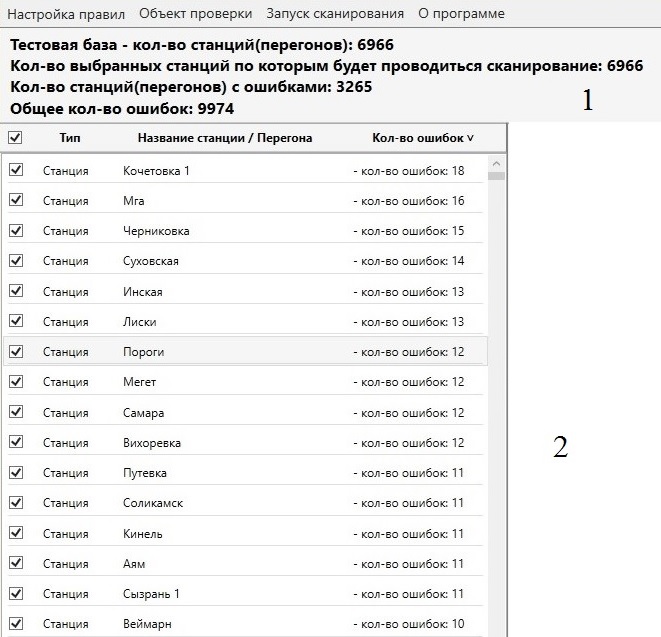 Настройка правил Объект проверки Запуск сканирования О программе
Тестовая база - кол-во станций(перегонов): 6966
Кол-во выбранных станций по которым будет проводиться сканирование: 6966
Кол-во станций(перегонов) с ошибками: 3265
Общее кол-во ошибок: 9974
1
Тип Название станции / Перегона Кол-во ошибок ˅
Станция Кочетовка 1 - кол-во ошибок: 18
Станция Мга - кол-во ошибок: 16
Станция Черниковка - кол-во ошибок: 15
Станция Суховская - кол-во ошибок: 14
Станция Инская - кол-во ошибок: 13
Станция Лиски - кол-во ошибок: 13
Станция Пороги - кол-во ошибок: 12
Станция Мегет - кол-во ошибок: 12
Станция Самара - кол-во ошибок: 12
Станция Вихоревка - кол-во ошибок: 12
2
Станция Путевка - кол-во ошибок: 11
Станция Соликамск - кол-во ошибок: 11
Станция Кинель - кол-во ошибок: 11
Станция Аям - кол-во ошибок: 11
Станция Сызрань 1 - кол-во ошибок: 11
Станция Веймарн - кол-во ошибок: 10